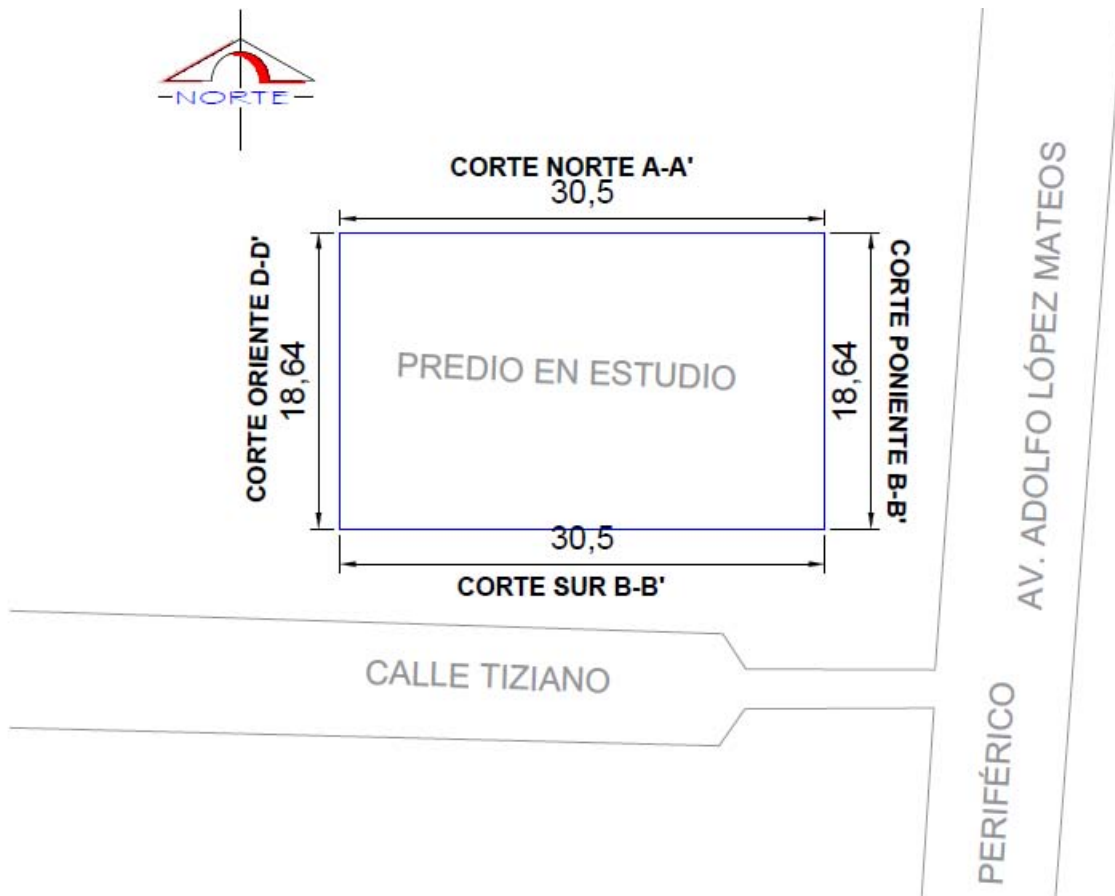 NORTE
CORTE NORTE A-A'
30,5
CORTE ORIENTE D-D'
18,64
PREDIO EN ESTUDIO
18,64
CORTE PONIENTE B-B'
30,5
CORTE SUR B-B'
CALLE TIZIANO
AV. ADOLFO LÓPEZ MATEOS
PERIFÉRICO